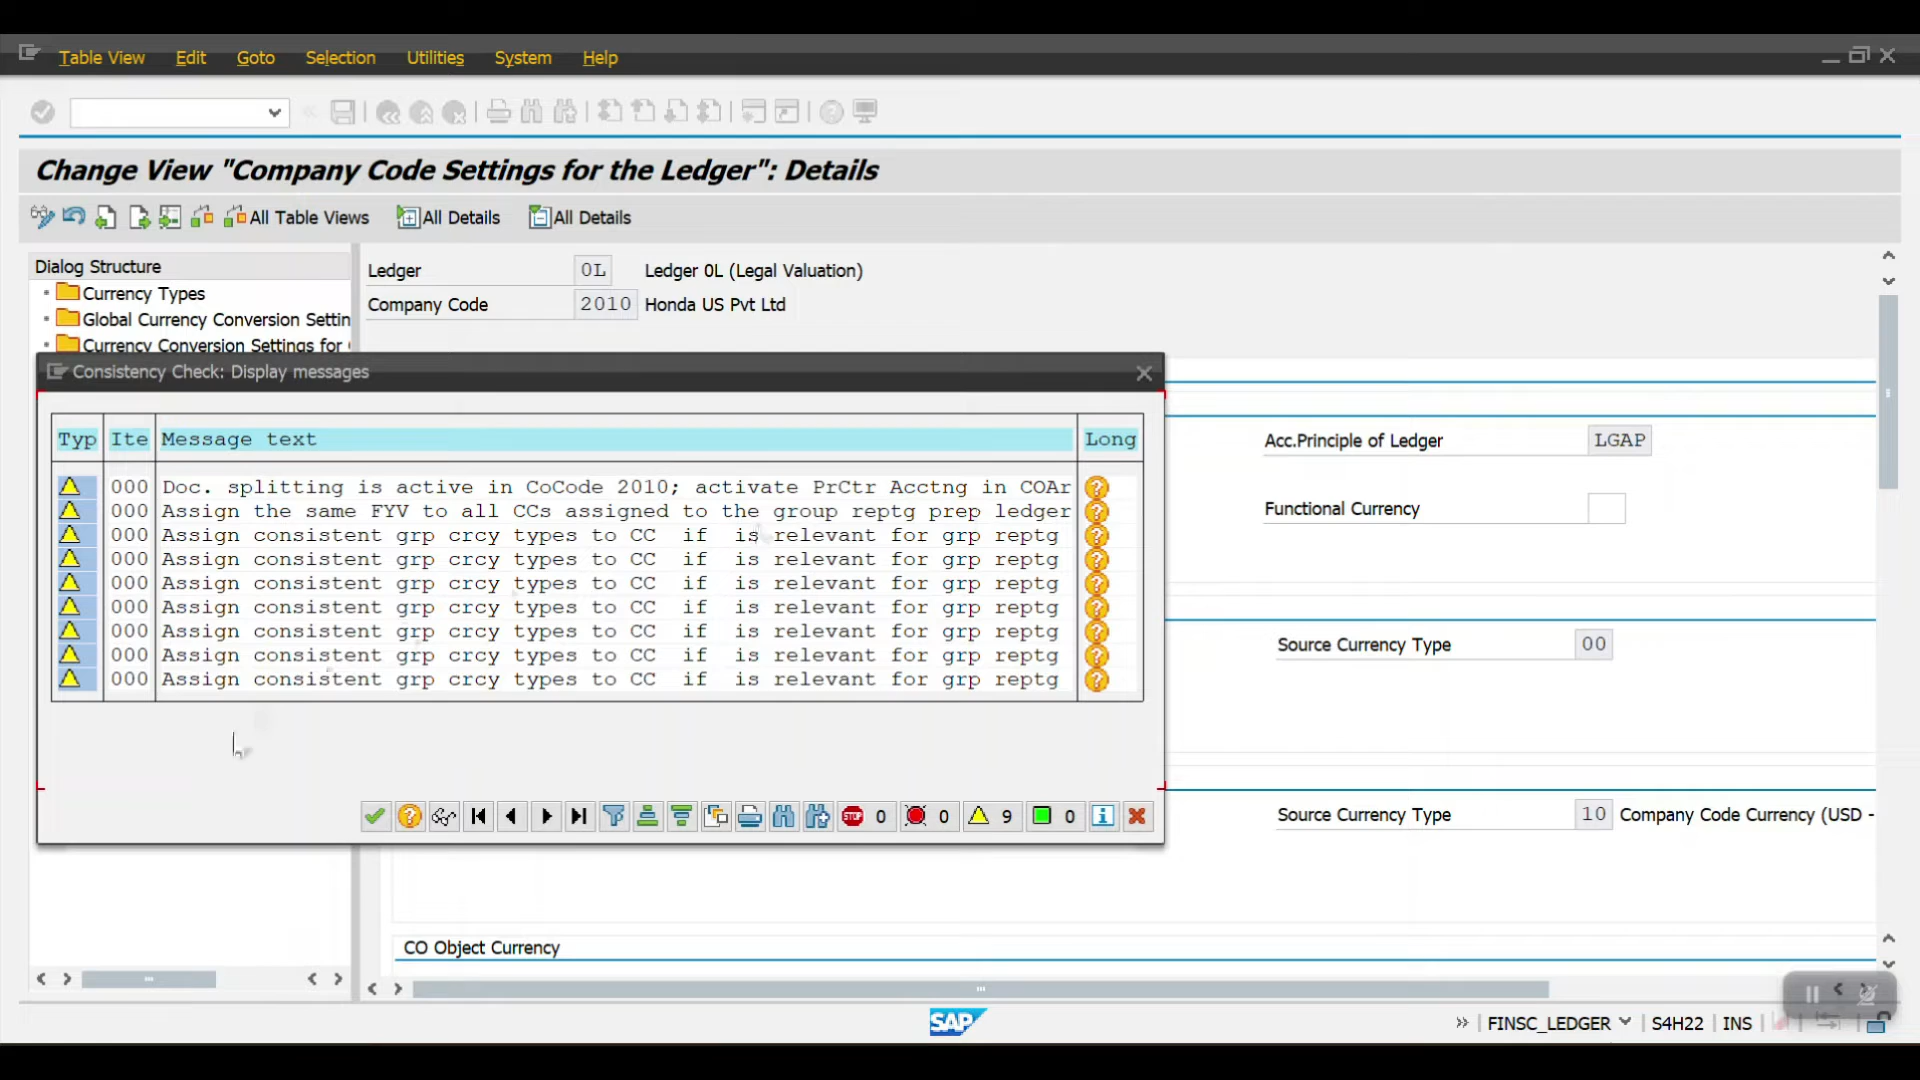 Table View Edit Goto Selection Utilities System Help
Change View "Company Code Settings for the Ledger": Details
All Table Views All Details All Details
Dialog Structure
Currency Types
Global Currency Conversion Settin
Currency Conversion Settings for
Ledger 0L Ledger 0L (Legal Valuation)
Company Code 2010 Honda US Pvt Ltd
Consistency Check: Display messages
Typ Ite Message text Long
000 Doc. splitting is active in CoCode 2010; activate PrCtr Acctng in COAr
000 Assign the same FYV to all CCs assigned to the group reptg prep ledger
000 Assign consistent grp crcy types to CC if is relevant for grp reptg
000 Assign consistent grp crcy types to CC if is relevant for grp reptg
000 Assign consistent grp crcy types to CC if is relevant for grp reptg
000 Assign consistent grp crcy types to CC if is relevant for grp reptg
000 Assign consistent grp crcy types to CC if is relevant for grp reptg
000 Assign consistent grp crcy types to CC if is relevant for grp reptg
000 Assign consistent grp crcy types to CC if is relevant for grp reptg
STOP 0 0 9 0
Acc.Principle of Ledger LGAP
Functional Currency
Source Currency Type 00
Source Currency Type 10 Company Code Currency (USD -
CO Object Currency
SAP
FINSC_LEDGER S4H22 INS